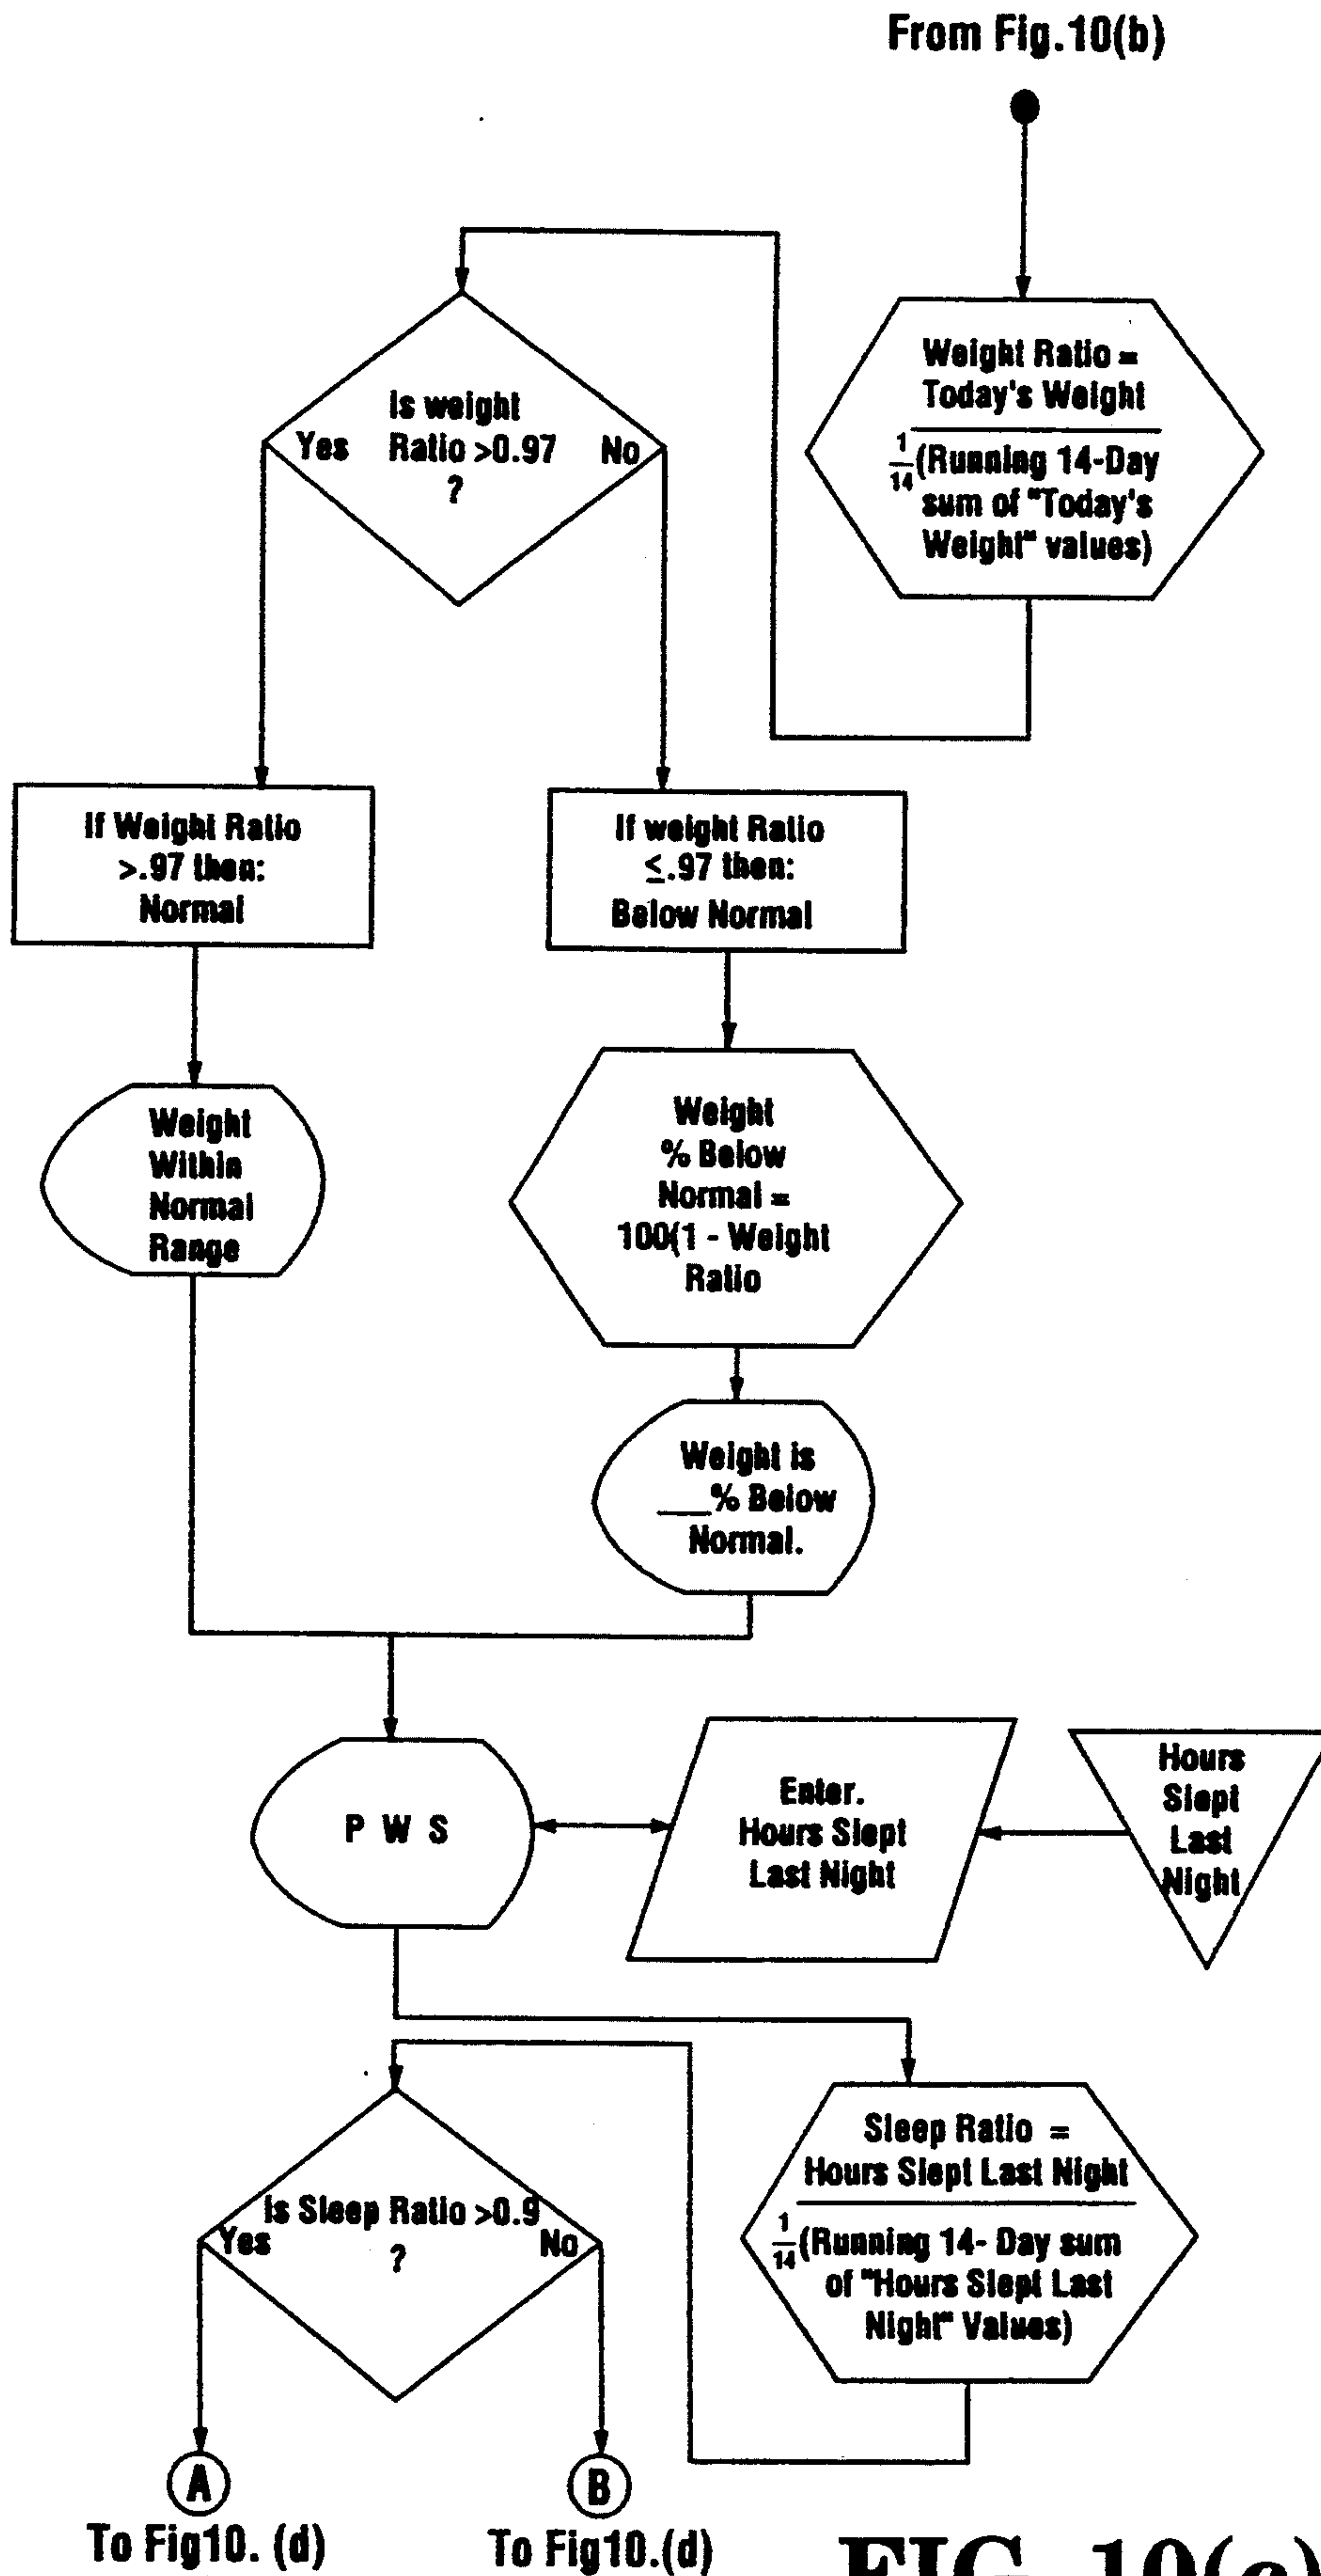 From Fig.10(b)
Weight Ratio =
Today's Weight
1/14 (Running 14-Day
sum of "Today's
Weight" values)
Is weight
Yes Ratio >0.97 No
?
If Weight Ratio
>.97 then:
Normal
If weight Ratio
≤.97 then:
Below Normal
Weight
Within
Normal
Range
Weight
% Below
Normal =
100(1 - Weight
Ratio
Weight is
___% Below
Normal.
P W S
Enter.
Hours Slept
Last Night
Hours
Slept
Last
Night
Sleep Ratio =
Hours Slept Last Night
1/14 (Running 14- Day sum
of "Hours Slept Last
Night" Values)
Is Sleep Ratio >0.9
Yes ? No
A
To Fig10. (d)
B
To Fig10.(d)
FIG. 10(c)